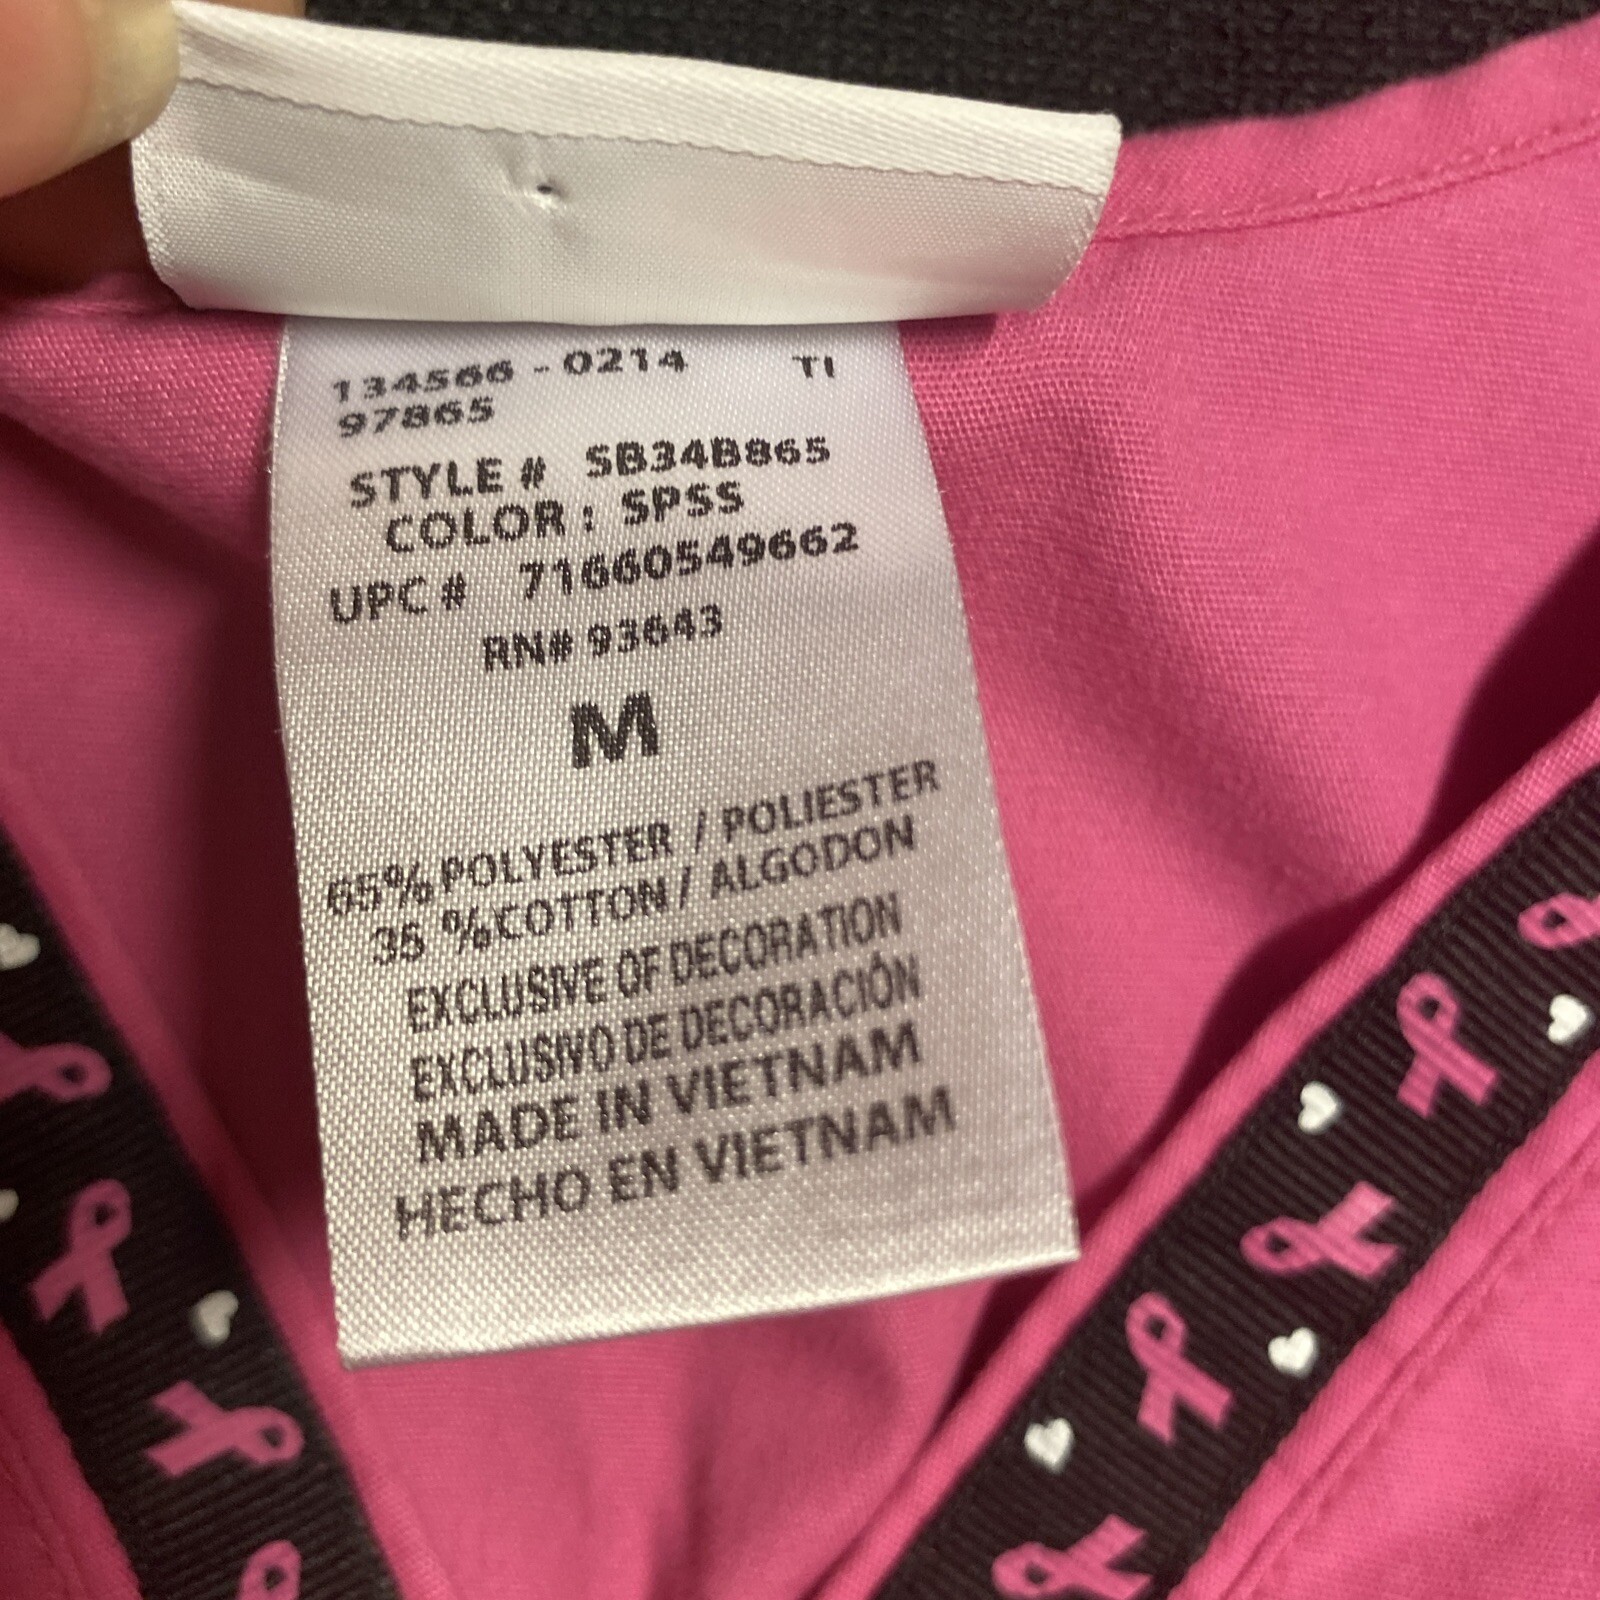 134566 - 0214 TI
97865
STYLE # SB34B865
COLOR : SPSS
UPC # 71660549662
RN# 93643
M
65% POLYESTER / POLIESTER
35 % COTTON / ALGODON
EXCLUSIVE OF DECORATION
EXCLUSIVO DE DECORACIÓN
MADE IN VIETNAM
HECHO EN VIETNAM